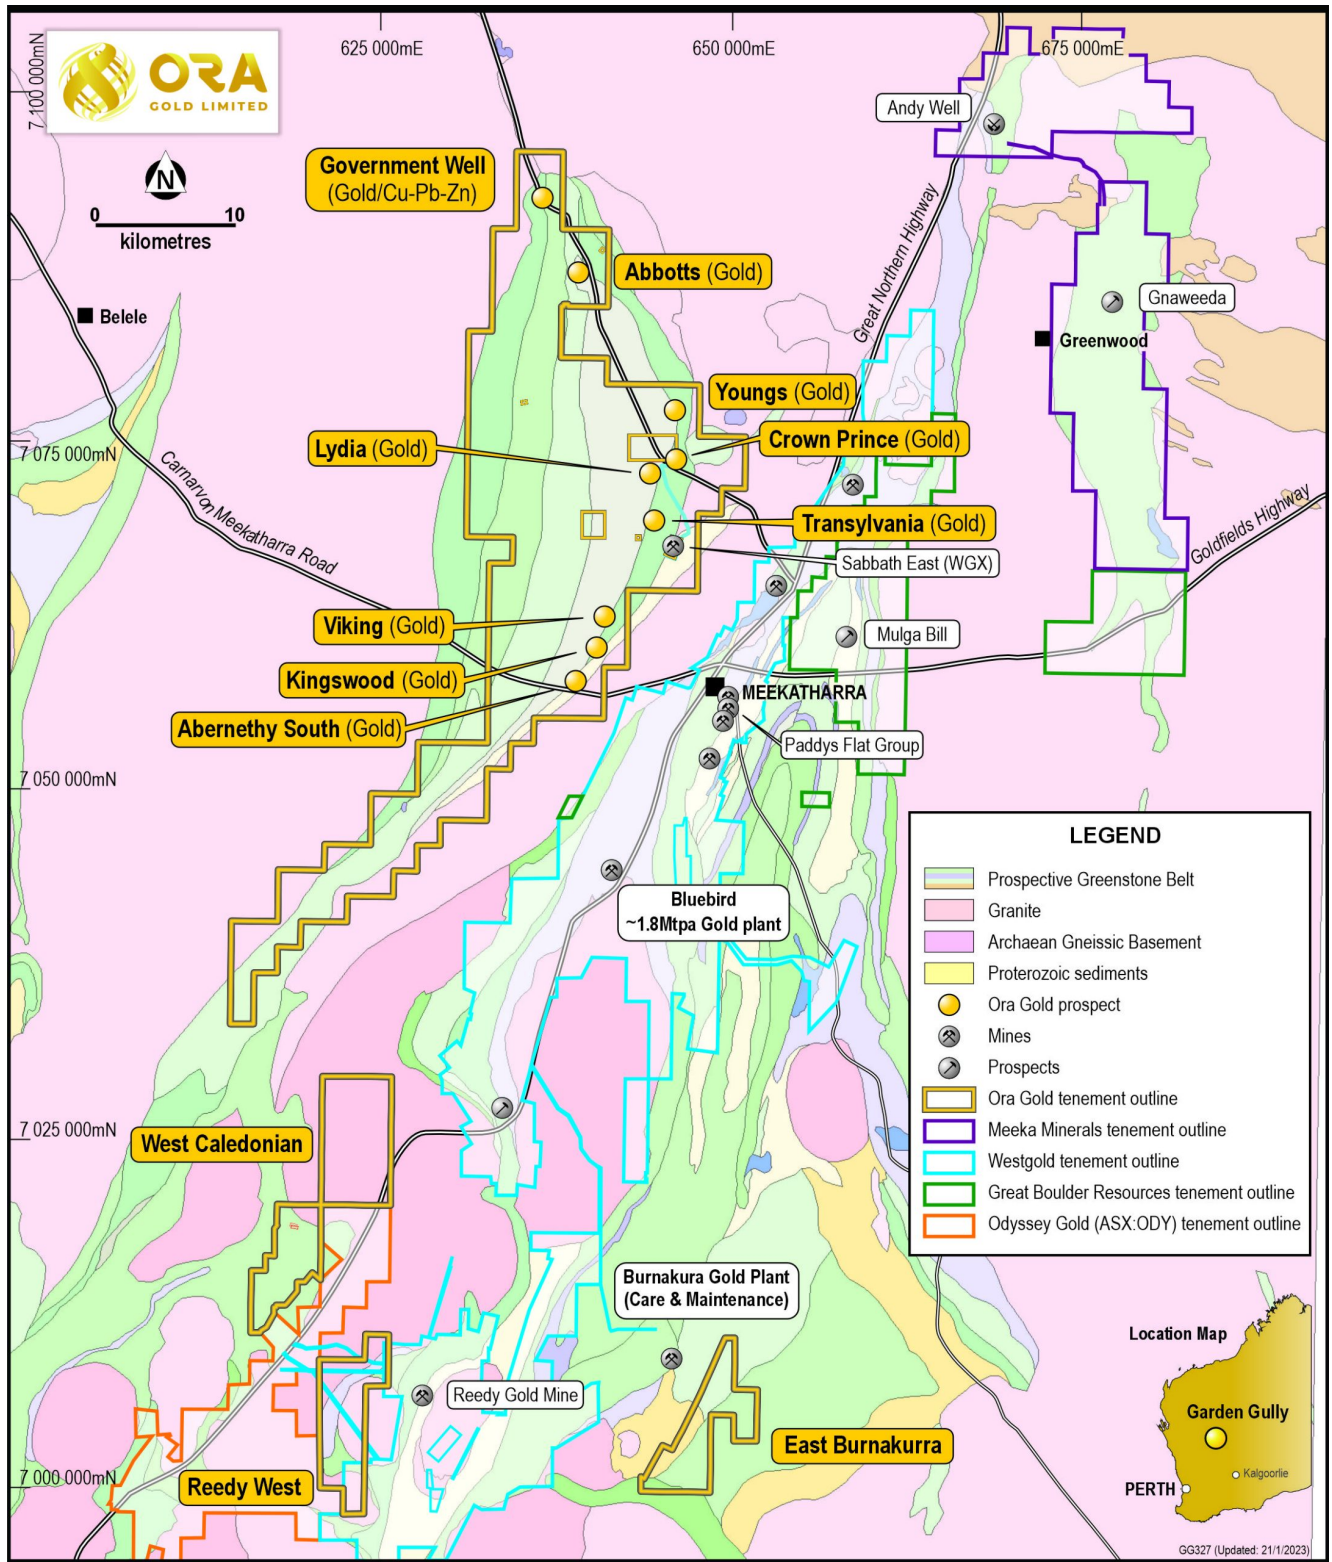 625 000mE
650 000mE
675 000mE
7 100 000mN
ORA
GOLD LIMITED
Andy Well
Government Well
(Gold/Cu-Pb-Zn)
N
0 10
kilometres
Great Northern Highway
Abbotts (Gold)
Gnaweeda
Belele
Greenwood
Youngs (Gold)
Crown Prince (Gold)
Lydia (Gold)
7 075 000mN
Carnarvon Meekatharra Road
Goldfields Highway
Transylvania (Gold)
Sabbath East (WGX)
Viking (Gold)
Mulga Bill
Kingswood (Gold)
MEEKATHARRA
Abernethy South (Gold)
Paddys Flat Group
7 050 000mN
LEGEND
Prospective Greenstone Belt
Granite
Archaean Gneissic Basement
Proterozoic sediments
Ora Gold prospect
Mines
Prospects
Ora Gold tenement outline
Meeka Minerals tenement outline
Westgold tenement outline
Great Boulder Resources tenement outline
Odyssey Gold (ASX:ODY) tenement outline
Bluebird
~1.8Mtpa Gold plant
7 025 000mN
West Caledonian
Burnakura Gold Plant
(Care & Maintenance)
Reedy Gold Mine
East Burnakurra
7 000 000mN
Reedy West
Location Map
Garden Gully
Kalgoorlie
PERTH
GG327 (Updated: 21/1/2023)